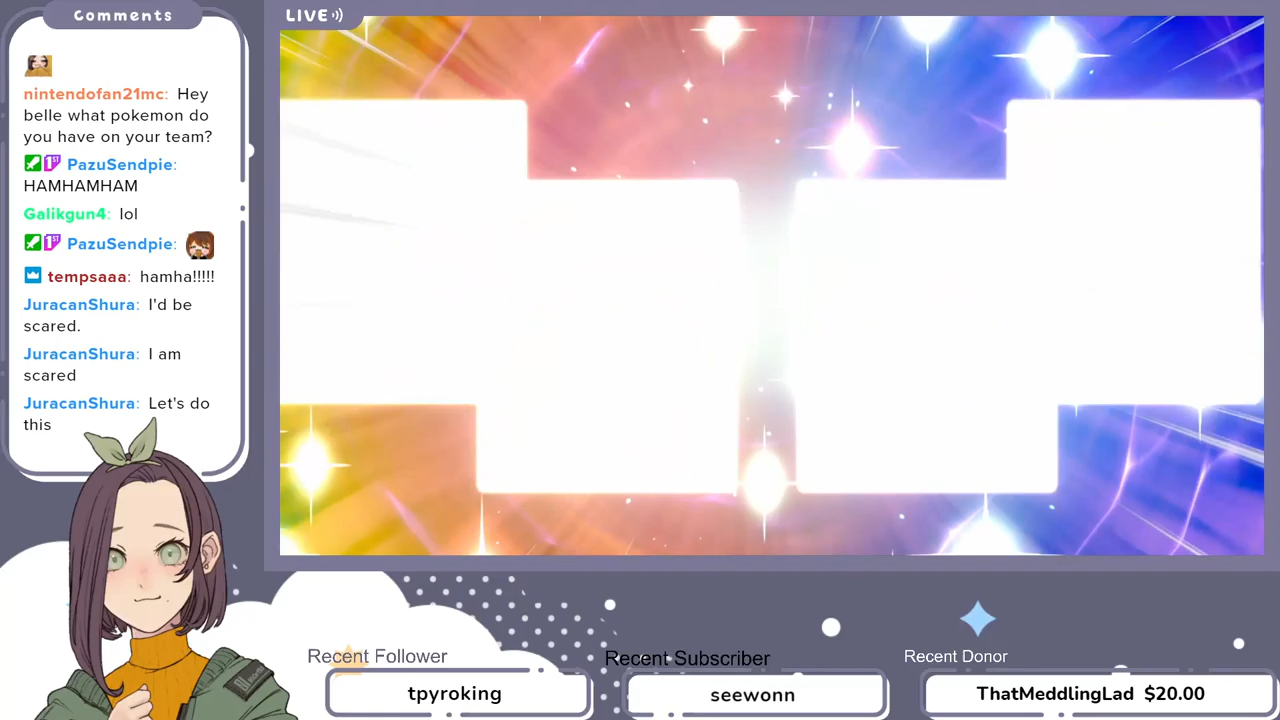 Comments
LIVE
nintendofan21mc: Hey
belle what pokemon do
you have on your team?
PazuSendpie:
HAMHAMHAM
Galikgun4: lol
PazuSendpie:
tempsaaa: hamha!!!!!
JuracanShura: I'd be
scared.
JuracanShura: I am
scared
JuracanShura: Let's do
this
Recent Follower
tpyroking
Recent Subscriber
seewonn
Recent Donor
ThatMeddlingLad $20.00